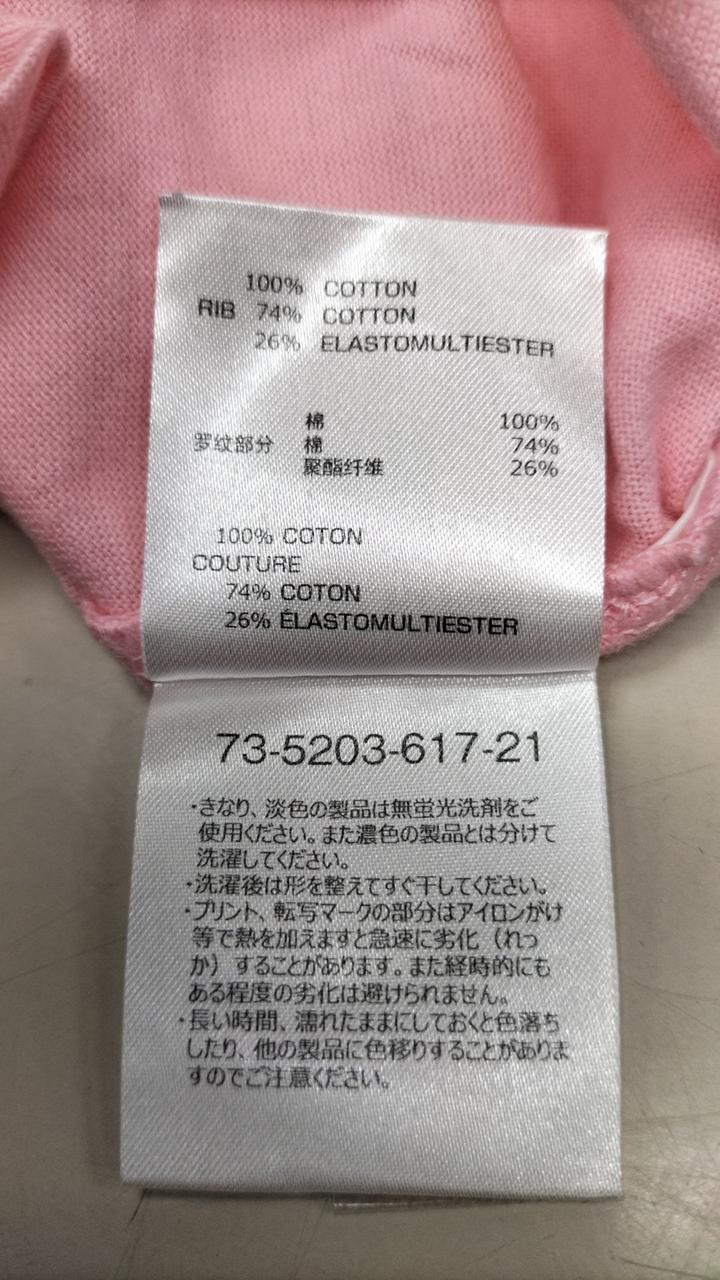 100% COTTON
RIB 74% COTTON
26% ELASTOMULTIESTER
棉 100%
罗纹部分 棉 74%
聚酯纤维 26%
100% COTON
COUTURE
74% COTON
26% ÉLASTOMULTIESTER
73-5203-617-21
・きなり、淡色の製品は無蛍光洗剤をご
使用ください。また濃色の製品とは分けて
洗濯してください。
・洗濯後は形を整えてすぐ干してください。
・プリント、転写マークの部分はアイロンがけ
等で熱を加えますと急速に劣化（れっ
か）することがあります。また経時的にも
ある程度の劣化は避けられません。
・長い時間、濡れたままにしておくと色落ち
したり、他の製品に色移りすることがありま
すのでご注意ください。